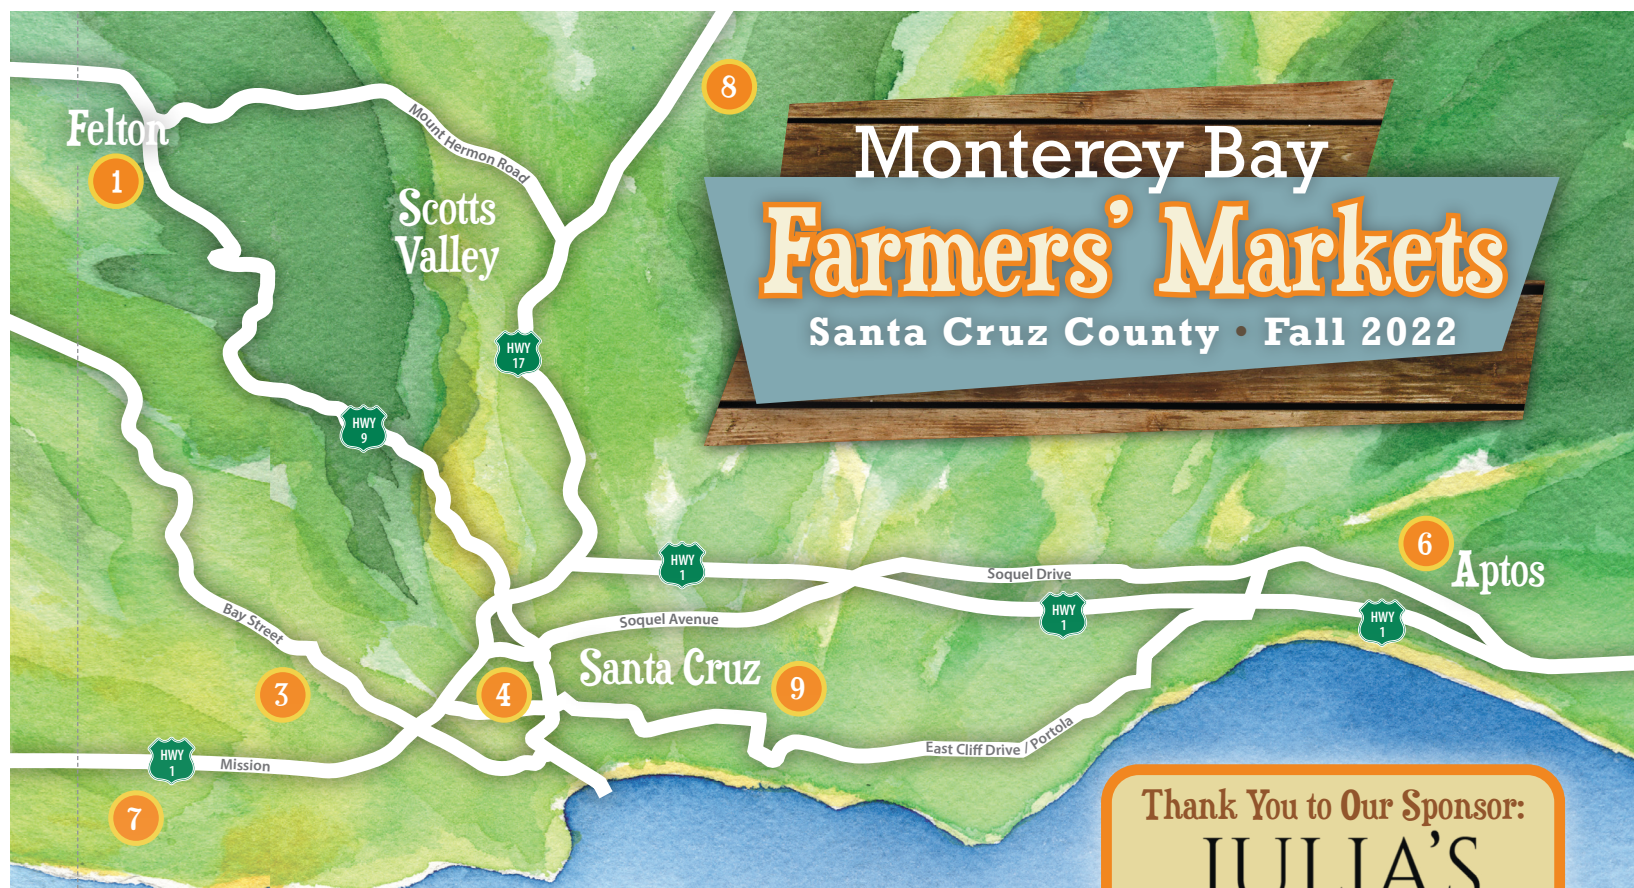 8
Felton
1
Mount Hermon Road
Scotts
Valley
Monterey Bay
Farmers’ Markets
Santa Cruz County • Fall 2022
HWY
17
HWY
9
6
Aptos
HWY
1
Soquel Drive
HWY
1
HWY
1
Bay Street
Soquel Avenue
Santa Cruz
3
4
9
East Cliff Drive / Portola
HWY
1
Mission
7
Thank You to Our Sponsor:
JULIA’S